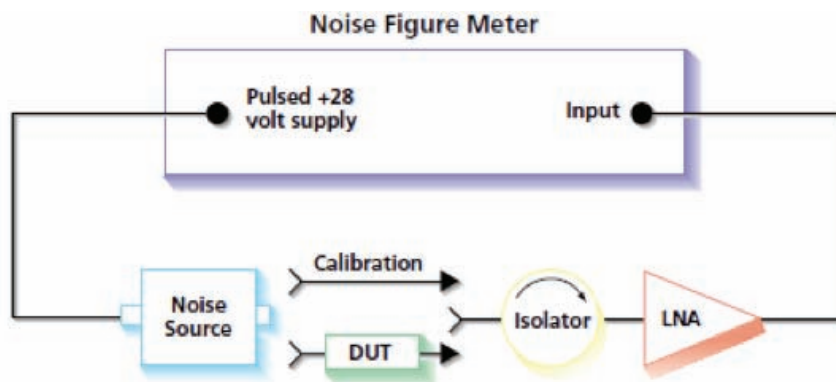 Noise Figure Meter
Pulsed +28
volt supply
Input
Calibration
Noise
Source
DUT
Isolator
LNA